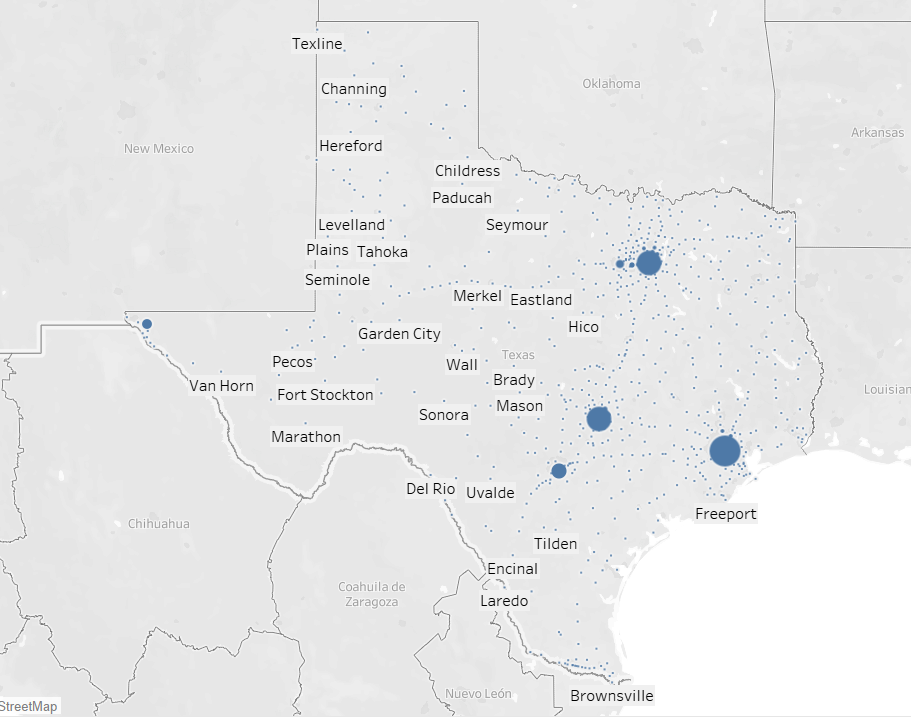 Texline
Oklahoma
Channing
Arkansas
New Mexico
Hereford
Childress
Paducah
Levelland
Seymour
Plains
Tahoka
Seminole
Merkel
Eastland
Hico
Garden City
Texas
Pecos
Wall
Brady
Van Horn
Louisian
Fort Stockton
Mason
Sonora
Marathon
Del Rio
Uvalde
Freeport
Chihuahua
Tilden
Encinal
Coahuila de
Zaragoza
Laredo
Nuevo León
Brownsville
StreetMap